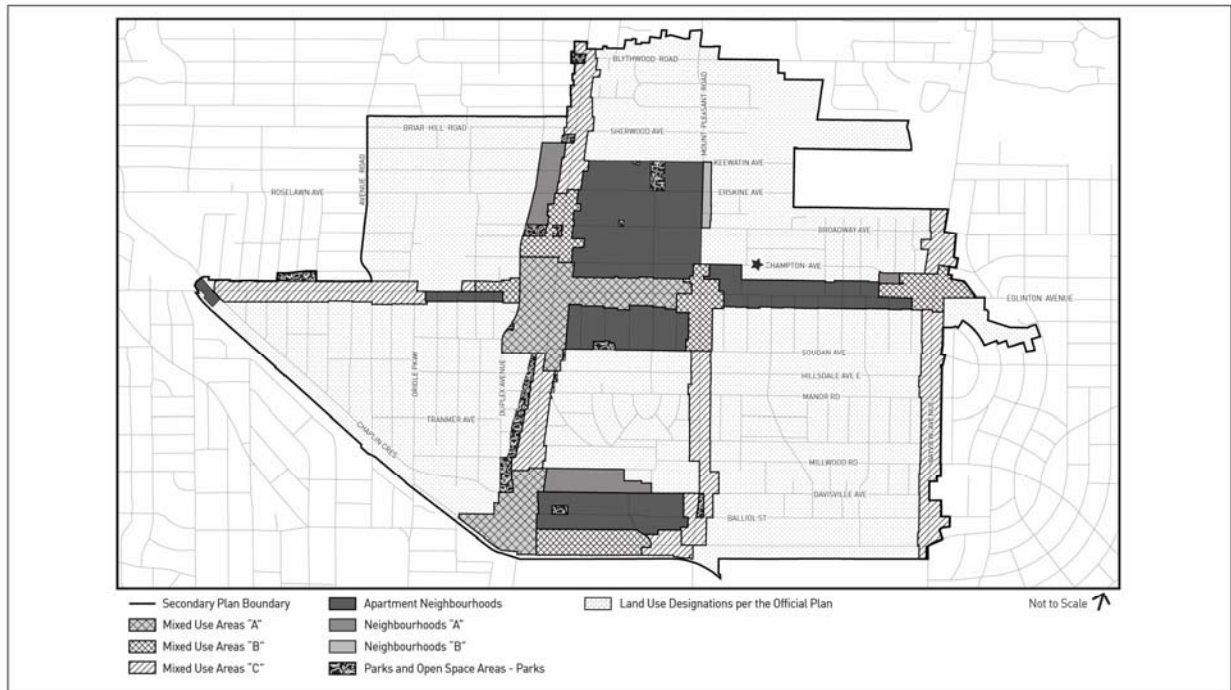 BLYTHWOOD ROAD
MOUNT PLEASANT ROAD
BRIAR HILL ROAD
SHERWOOD AVE
KEEWATIN AVE
AVENUE ROAD
ROSELAWN AVE
ERSKINE AVE
BROADWAY AVE
CHAMPTON AVE
EGLINTON AVENUE
SOUDAN AVE
ORIOLE PKWY
DUPLEX AVENUE
HILLSDALE AVE E
MANOR RD
TRANMER AVE
CHAPLIN CRES
BAYVIEW AVENUE
MILLWOOD RD
DAVISVILLE AVE
BALLIOL ST
Secondary Plan Boundary
Apartment Neighbourhoods
Land Use Designations per the Official Plan
Not to Scale
Mixed Use Areas "A"
Neighbourhoods "A"
Mixed Use Areas "B"
Neighbourhoods "B"
Mixed Use Areas "C"
Parks and Open Space Areas - Parks